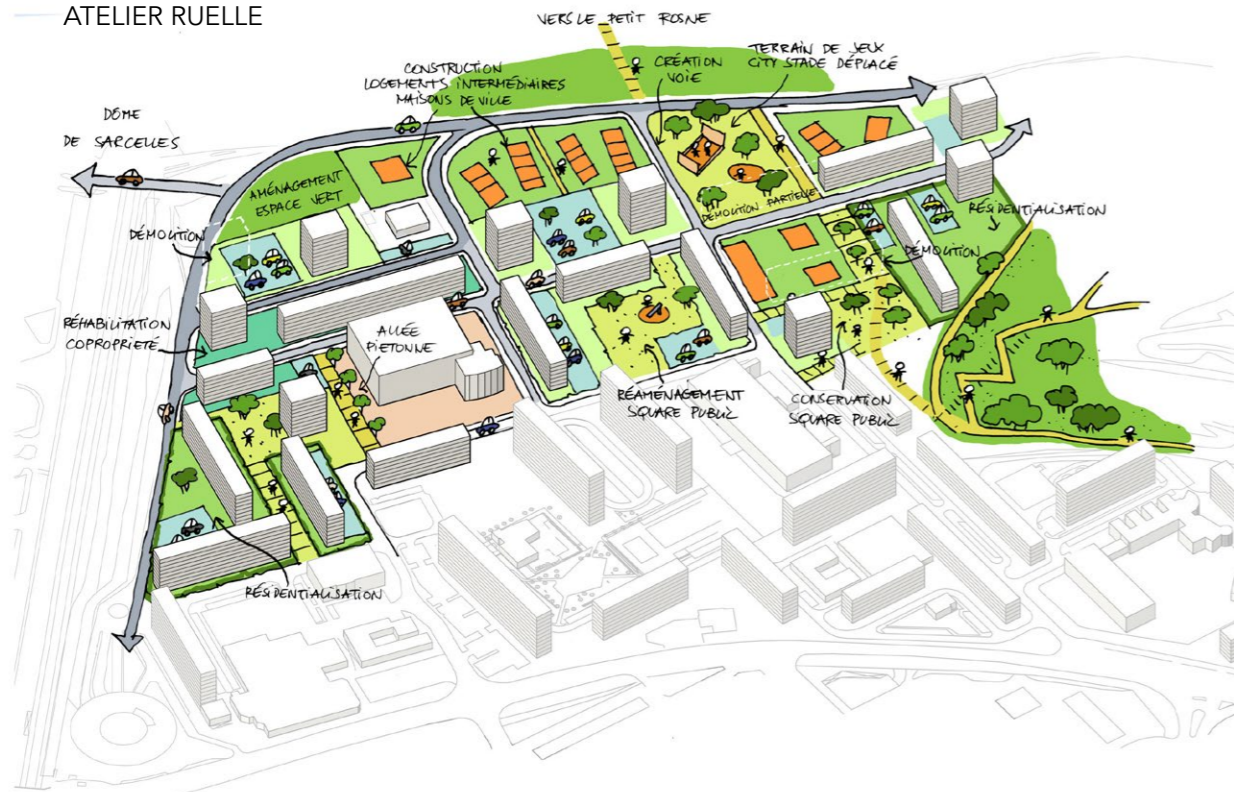 ATELIER RUELLE
VERS LE PETIT ROSNE
CONSTRUCTION
LOGEMENTS INTERMÉDIAIRES
MAISONS DE VILLE
CRÉATION
VOIE
TERRAIN DE JEUX
CITY STADE DÉPLACÉ
DÔME
DE SARCELLES
AMÉNAGEMENT
ESPACE VERT
DÉMOLITION
DÉMOLITION PARTIELLE
RÉSIDENTIALISATION
DÉMOLITION
RÉHABILITATION
COPROPRIETÉ
ALLÉE
PIETONNE
RÉAMÉNAGEMENT
SQUARE PUBLIC
CONSERVATION
SQUARE PUBLIC
RÉSIDENTIALISATION